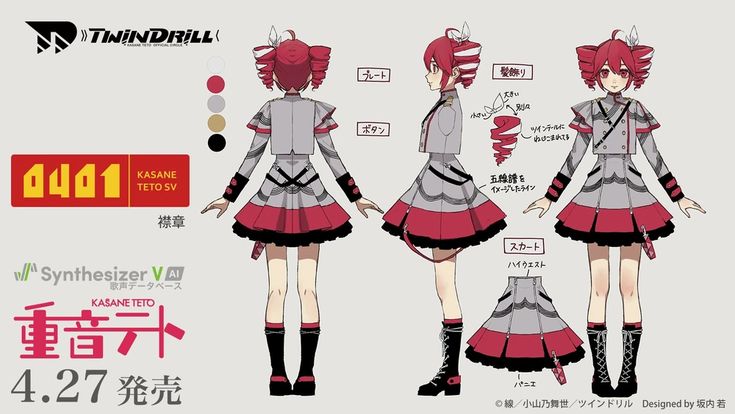 TWINDRILL
KASANE TETO OFFICIAL CIRCLE
プレート
髪飾り
大きい
小さい
別々
ボタン
ツインテールに
ねじこまれてる
0401
KASANE
TETO SV
襟章
五線譜を
イメージしたライン
スカート
ハイウエスト
パニエ
Synthesizer V AI
歌声データベース
KASANE TETO
重音テト
4.27 発売
© 線／小山乃舞世／ツインドリル Designed by 坂内 若